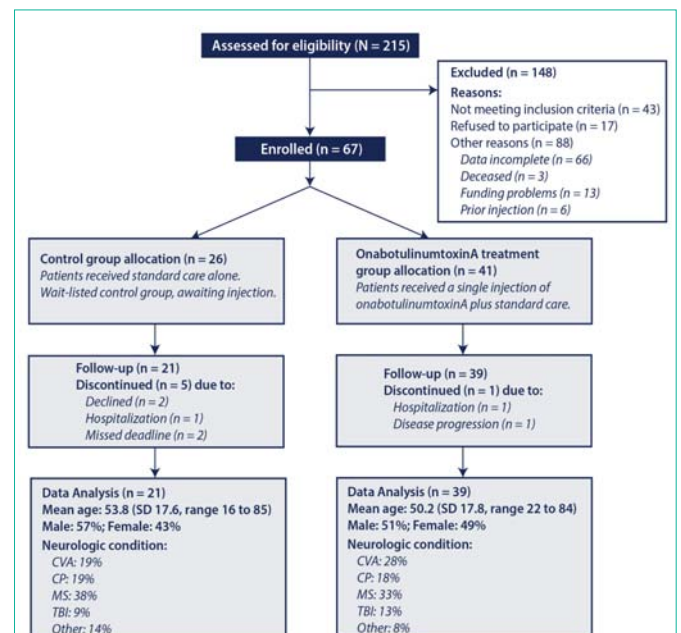 Assessed for eligibility (N = 215)
Excluded (n = 148)
Reasons:
Not meeting inclusion criteria (n = 43)
Refused to participate (n = 17)
Other reasons (n = 88)
Data incomplete (n = 66)
Deceased (n = 3)
Funding problems (n = 13)
Prior injection (n = 6)
Enrolled (n = 67)
Control group allocation (n = 26)
Patients received standard care alone.
Wait-listed control group, awaiting injection.
OnabotulinumtoxinA treatment
group allocation (n = 41)
Patients received a single injection of
onabotulinumtoxinA plus standard care.
Follow-up (n = 21)
Discontinued (n = 5) due to:
Declined (n = 2)
Hospitalization (n = 1)
Missed deadline (n = 2)
Follow-up (n = 39)
Discontinued (n = 1) due to:
Hospitalization (n = 1)
Disease progression (n = 1)
Data Analysis (n = 21)
Mean age: 53.8 (SD 17.6, range 16 to 85)
Male: 57%; Female: 43%
Neurologic condition:
CVA: 19%
CP: 19%
MS: 38%
TBI: 9%
Other: 14%
Data Analysis (n = 39)
Mean age: 50.2 (SD 17.8, range 22 to 84)
Male: 51%; Female: 49%
Neurologic condition:
CVA: 28%
CP: 18%
MS: 33%
TBI: 13%
Other: 8%